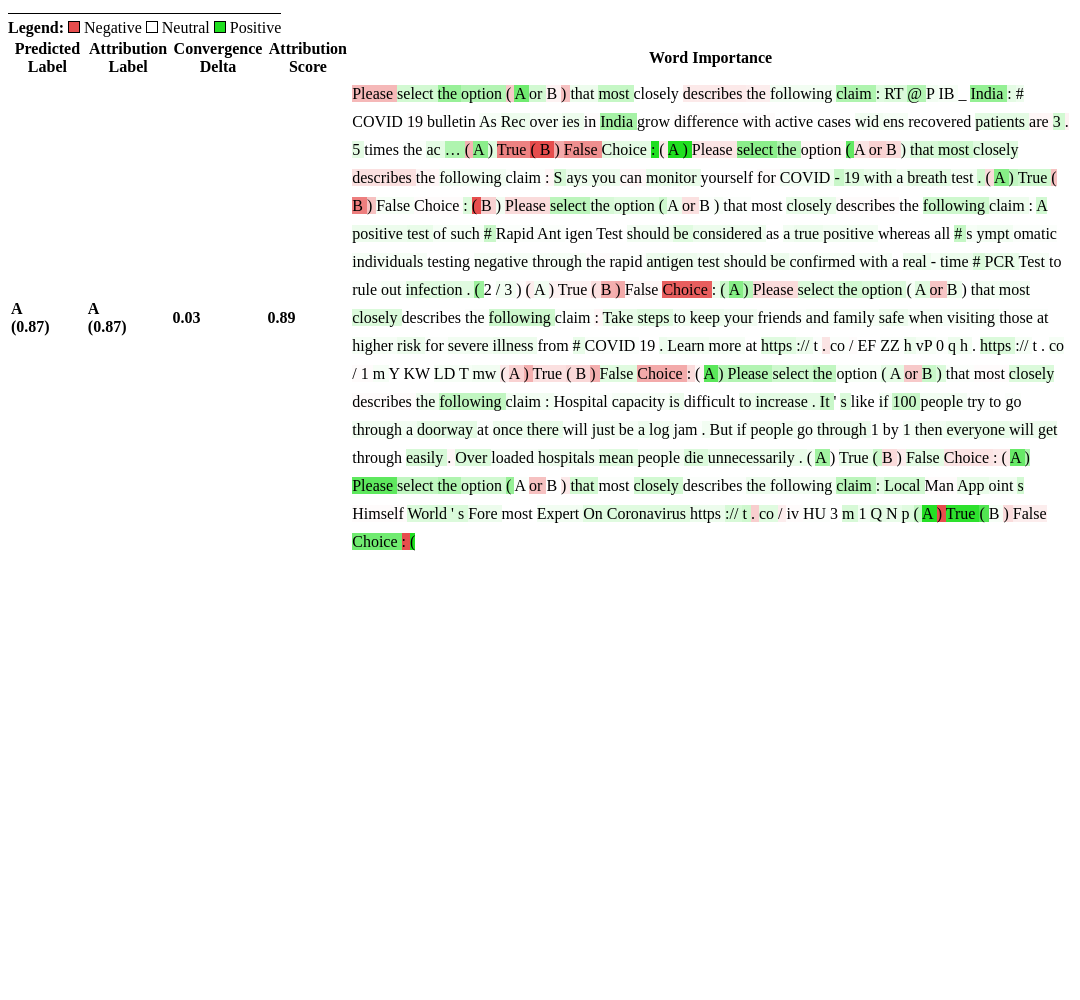 Legend: Negative Neutral Positive
Predicted Label Attribution Label Convergence Delta Attribution Score Word Importance
Please select the option ( A or B ) that most closely describes the following claim : RT @ P IB _ India : #
COVID 19 bulletin As Rec over ies in India grow difference with active cases wid ens recovered patients are 3 .
5 times the ac … ( A ) True ( B ) False Choice : ( A ) Please select the option ( A or B ) that most closely
describes the following claim : S ays you can monitor yourself for COVID - 19 with a breath test . ( A ) True (
B ) False Choice : ( B ) Please select the option ( A or B ) that most closely describes the following claim : A
positive test of such # Rapid Ant igen Test should be considered as a true positive whereas all # s ympt omatic
individuals testing negative through the rapid antigen test should be confirmed with a real - time # PCR Test to
rule out infection . ( 2 / 3 ) ( A ) True ( B ) False Choice : ( A ) Please select the option ( A or B ) that most
closely describes the following claim : Take steps to keep your friends and family safe when visiting those at
A (0.87) A (0.87) 0.03 0.89
higher risk for severe illness from # COVID 19 . Learn more at https :// t . co / EF ZZ h vP 0 q h . https :// t . co
/ 1 m Y KW LD T mw ( A ) True ( B ) False Choice : ( A ) Please select the option ( A or B ) that most closely
describes the following claim : Hospital capacity is difficult to increase . It ' s like if 100 people try to go
through a doorway at once there will just be a log jam . But if people go through 1 by 1 then everyone will get
through easily . Over loaded hospitals mean people die unnecessarily . ( A ) True ( B ) False Choice : ( A )
Please select the option ( A or B ) that most closely describes the following claim : Local Man App oint s
Himself World ' s Fore most Expert On Coronavirus https :// t . co / iv HU 3 m 1 Q N p ( A ) True ( B ) False
Choice : (